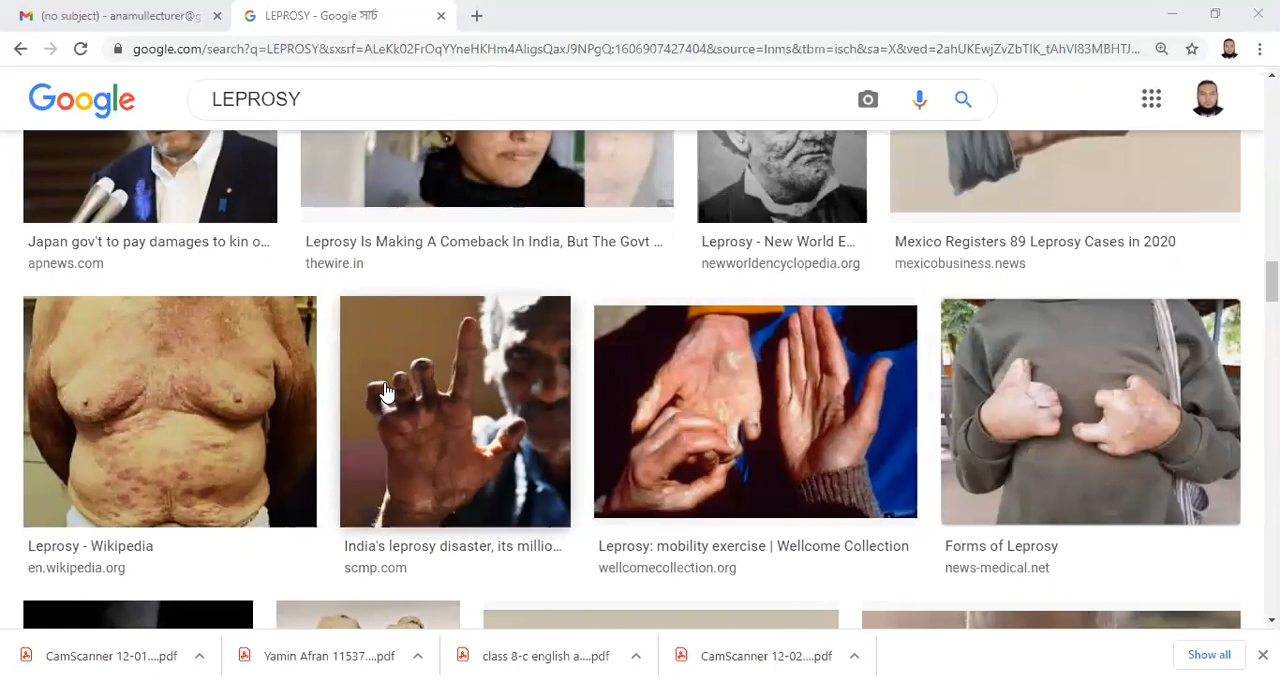 (no subject) - anamullecturer@g
LEPROSY - Google সার্চ
google.com/search?q=LEPROSY&sxsrf=ALeKk02FrOqYYneHKHm4AligsQaxJ9NPgQ:1606907427404&source=lnms&tbm=isch&sa=X&ved=2ahUKEwjZvZbTlK_tAhVl83MBHTJ...
Google
LEPROSY
Japan gov't to pay damages to kin o...
apnews.com
Leprosy Is Making A Comeback In India, But The Govt ...
thewire.in
Leprosy - New World E...
newworldencyclopedia.org
Mexico Registers 89 Leprosy Cases in 2020
mexicobusiness.news
Leprosy - Wikipedia
en.wikipedia.org
India's leprosy disaster, its millio...
scmp.com
Leprosy: mobility exercise | Wellcome Collection
wellcomecollection.org
Forms of Leprosy
news-medical.net
CamScanner 12-01....pdf
Yamin Afran 11537....pdf
class 8-c english a....pdf
CamScanner 12-02....pdf
Show all